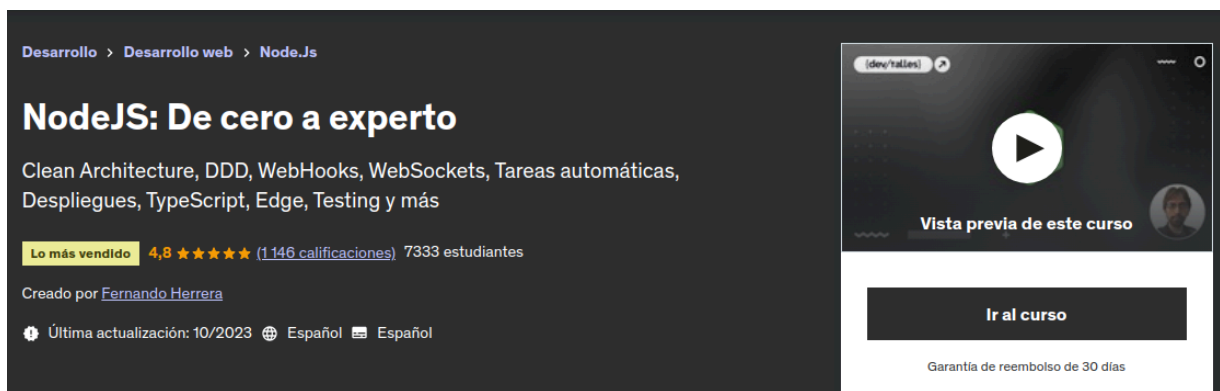 Desarrollo > Desarrollo web > Node.Js
NodeJS: De cero a experto
Clean Architecture, DDD, WebHooks, WebSockets, Tareas automáticas,
Despliegues, TypeScript, Edge, Testing y más
Lo más vendido 4,8 (1 146 calificaciones) 7333 estudiantes
Creado por Fernando Herrera
Última actualización: 10/2023 Español Español
{dev/talles}
Vista previa de este curso
Ir al curso
Garantía de reembolso de 30 días